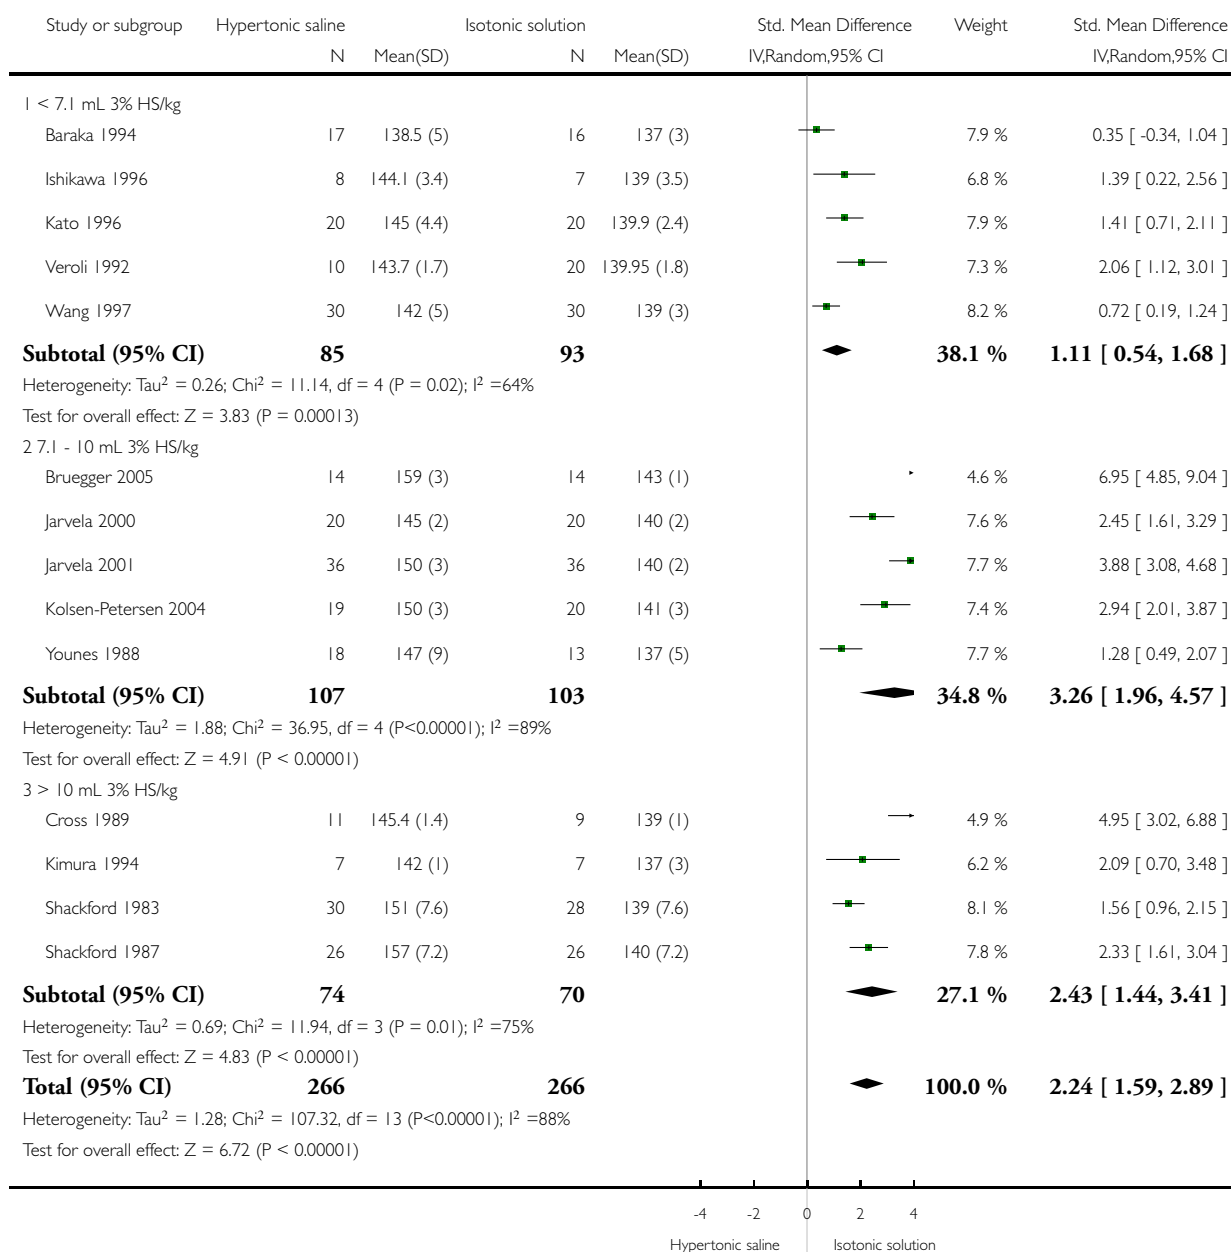 Study or subgroup Hypertonic saline Isotonic solution Std. Mean Difference Weight Std. Mean Difference
N Mean(SD) N Mean(SD) IV,Random,95% CI IV,Random,95% CI
1 < 7.1 mL 3% HS/kg
Baraka 1994 17 138.5 (5) 16 137 (3) 7.9 % 0.35 [ -0.34, 1.04 ]
Ishikawa 1996 8 144.1 (3.4) 7 139 (3.5) 6.8 % 1.39 [ 0.22, 2.56 ]
Kato 1996 20 145 (4.4) 20 139.9 (2.4) 7.9 % 1.41 [ 0.71, 2.11 ]
Veroli 1992 10 143.7 (1.7) 20 139.95 (1.8) 7.3 % 2.06 [ 1.12, 3.01 ]
Wang 1997 30 142 (5) 30 139 (3) 8.2 % 0.72 [ 0.19, 1.24 ]
Subtotal (95% CI) 85 93 38.1 % 1.11 [ 0.54, 1.68 ]
Heterogeneity: Tau² = 0.26; Chi² = 11.14, df = 4 (P = 0.02); I² =64%
Test for overall effect: Z = 3.83 (P = 0.00013)
2 7.1 - 10 mL 3% HS/kg
Bruegger 2005 14 159 (3) 14 143 (1) 4.6 % 6.95 [ 4.85, 9.04 ]
Jarvela 2000 20 145 (2) 20 140 (2) 7.6 % 2.45 [ 1.61, 3.29 ]
Jarvela 2001 36 150 (3) 36 140 (2) 7.7 % 3.88 [ 3.08, 4.68 ]
Kolsen-Petersen 2004 19 150 (3) 20 141 (3) 7.4 % 2.94 [ 2.01, 3.87 ]
Younes 1988 18 147 (9) 13 137 (5) 7.7 % 1.28 [ 0.49, 2.07 ]
Subtotal (95% CI) 107 103 34.8 % 3.26 [ 1.96, 4.57 ]
Heterogeneity: Tau² = 1.88; Chi² = 36.95, df = 4 (P<0.00001); I² =89%
Test for overall effect: Z = 4.91 (P < 0.00001)
3 > 10 mL 3% HS/kg
Cross 1989 11 145.4 (1.4) 9 139 (1) 4.9 % 4.95 [ 3.02, 6.88 ]
Kimura 1994 7 142 (1) 7 137 (3) 6.2 % 2.09 [ 0.70, 3.48 ]
Shackford 1983 30 151 (7.6) 28 139 (7.6) 8.1 % 1.56 [ 0.96, 2.15 ]
Shackford 1987 26 157 (7.2) 26 140 (7.2) 7.8 % 2.33 [ 1.61, 3.04 ]
Subtotal (95% CI) 74 70 27.1 % 2.43 [ 1.44, 3.41 ]
Heterogeneity: Tau² = 0.69; Chi² = 11.94, df = 3 (P = 0.01); I² =75%
Test for overall effect: Z = 4.83 (P < 0.00001)
Total (95% CI) 266 266 100.0 % 2.24 [ 1.59, 2.89 ]
Heterogeneity: Tau² = 1.28; Chi² = 107.32, df = 13 (P<0.00001); I² =88%
Test for overall effect: Z = 6.72 (P < 0.00001)
-4 -2 0 2 4
Hypertonic saline Isotonic solution